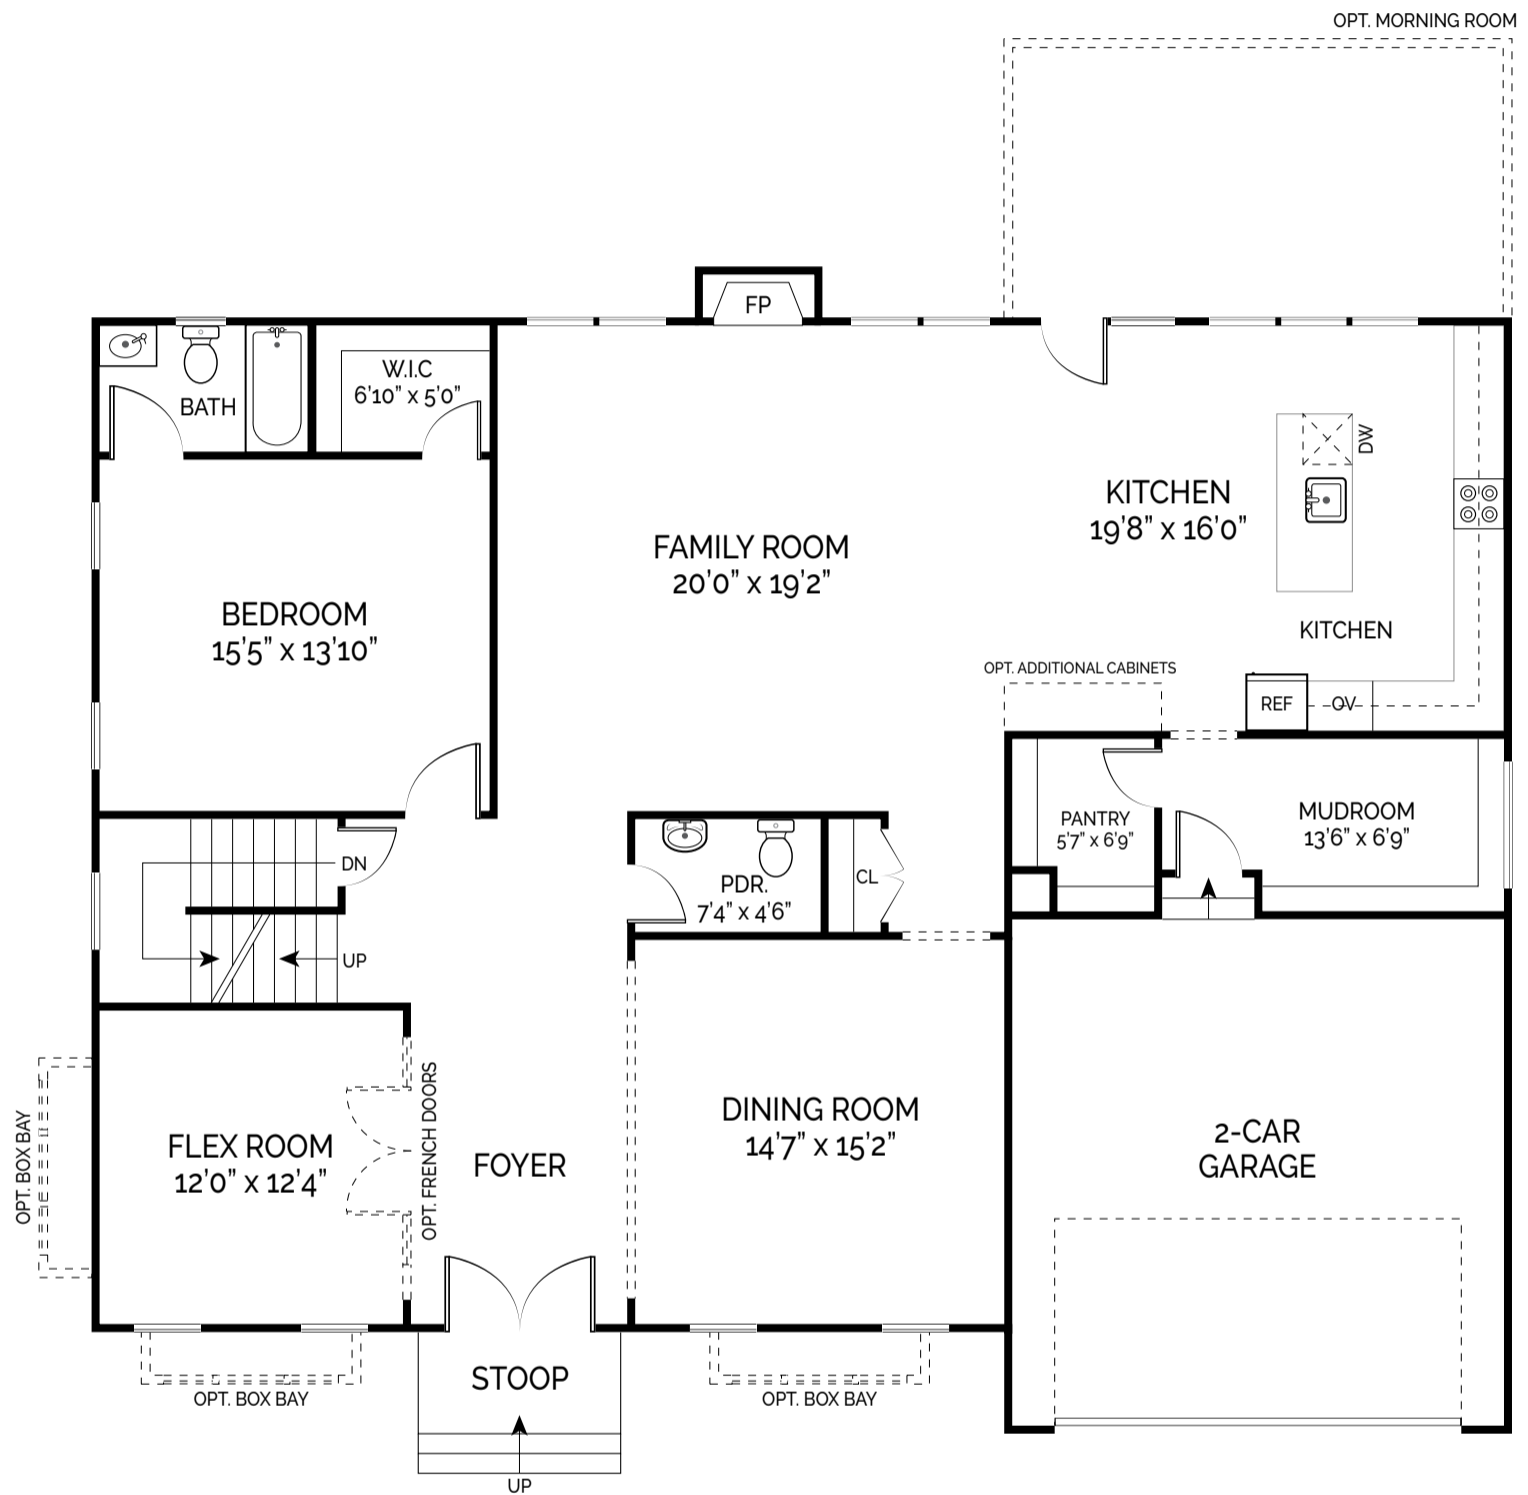 OPT. MORNING ROOM
FP
W.I.C
6'10" x 5'0"
BATH
DW
KITCHEN
19'8" x 16'0"
FAMILY ROOM
20'0" x 19'2"
BEDROOM
15'5" x 13'10"
KITCHEN
OPT. ADDITIONAL CABINETS
REF
OV
PANTRY
5'7" x 6'9"
MUDROOM
13'6" x 6'9"
DN
PDR.
7'4" x 4'6"
CL
UP
OPT. FRENCH DOORS
OPT. BOX BAY
FLEX ROOM
12'0" x 12'4"
FOYER
DINING ROOM
14'7" x 15'2"
2-CAR
GARAGE
STOOP
OPT. BOX BAY
OPT. BOX BAY
UP